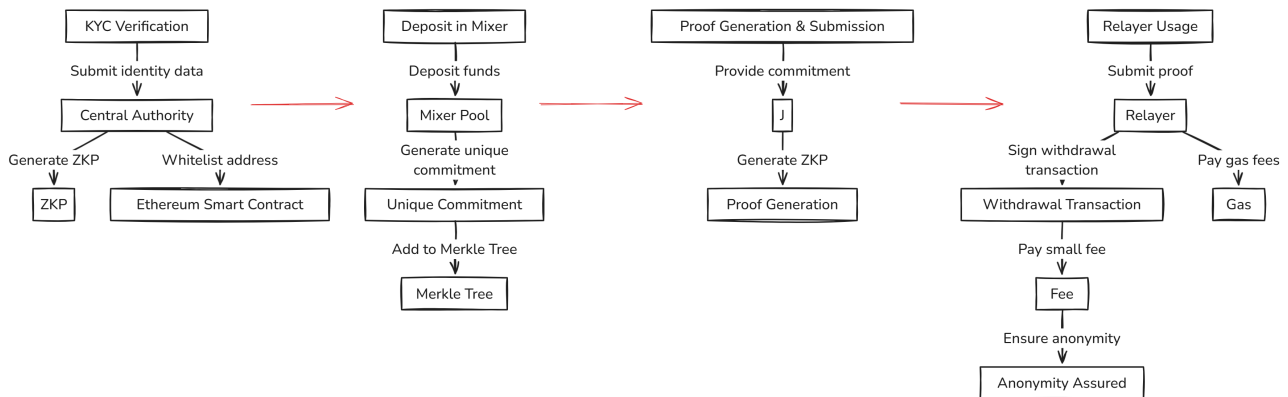 KYC Verification
Submit identity data
Central Authority
Generate ZKP
Whitelist address
ZKP
Ethereum Smart Contract
Deposit in Mixer
Deposit funds
Mixer Pool
Generate unique
commitment
Unique Commitment
Add to Merkle Tree
Merkle Tree
Proof Generation & Submission
Provide commitment
J
Generate ZKP
Proof Generation
Relayer Usage
Submit proof
Relayer
Sign withdrawal
transaction
Pay gas fees
Withdrawal Transaction
Gas
Pay small fee
Fee
Ensure anonymity
Anonymity Assured